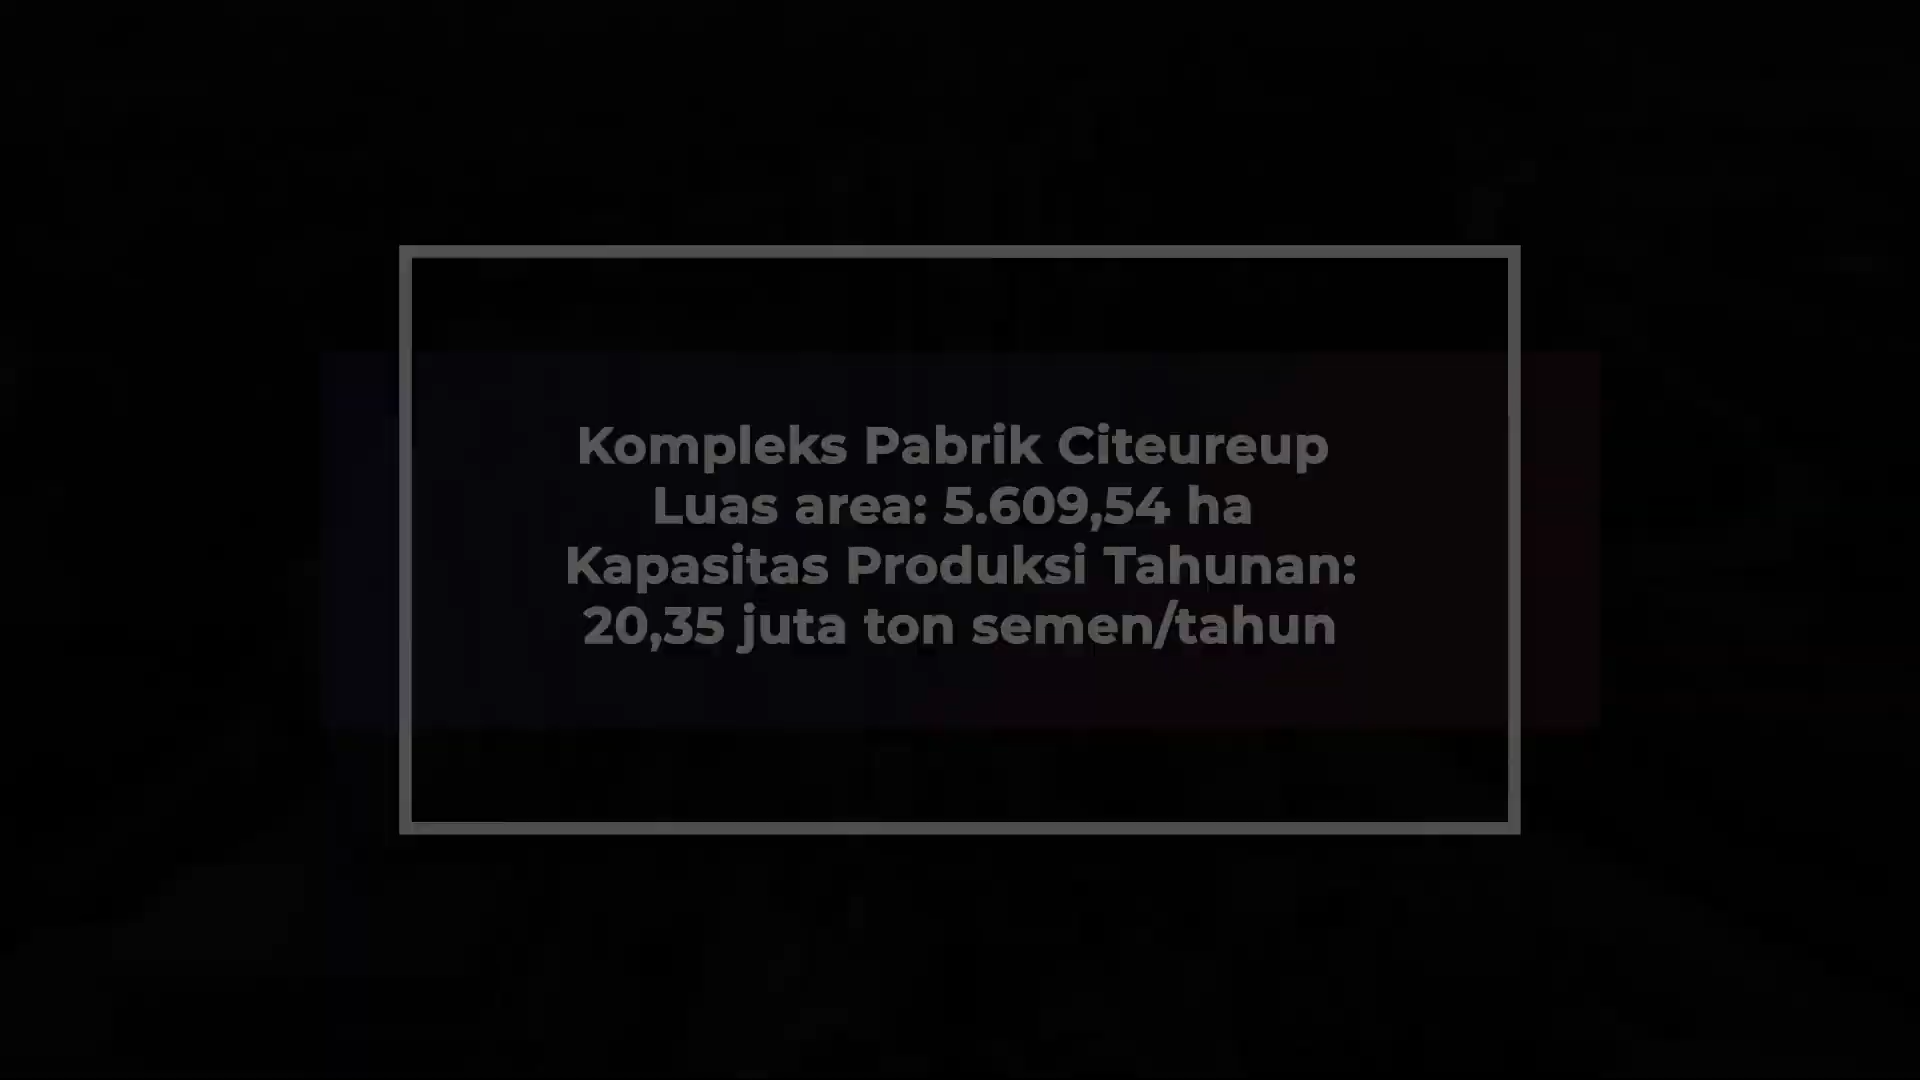 Kompleks Pabrik Citeureup
Luas area: 5.609,54 ha
Kapasitas Produksi Tahunan:
20,35 juta ton semen/tahun